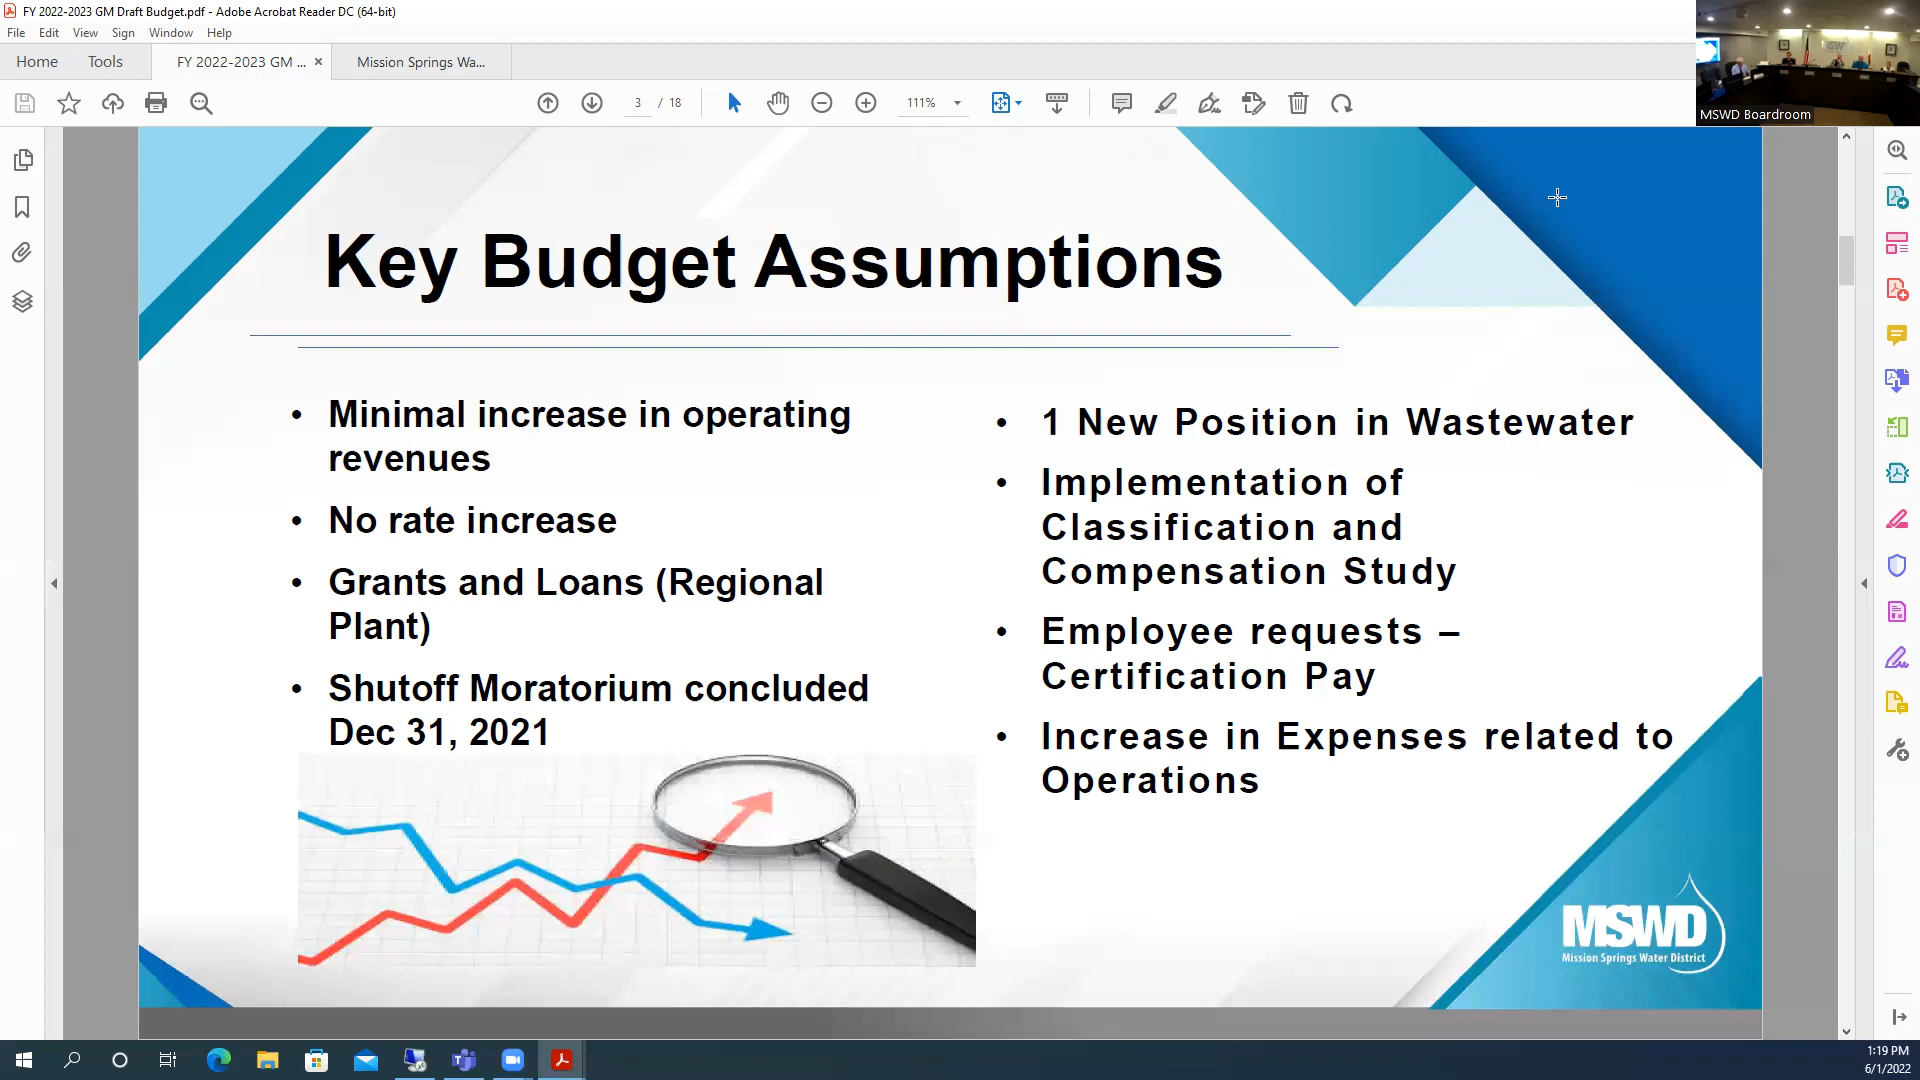 FY 2022-2023 GM Draft Budget.pdf - Adobe Acrobat Reader DC (64-bit)
File Edit View Sign Window Help
Home Tools FY 2022-2023 GM ... × Mission Springs Wa...
3 / 18 111%
MSWD Boardroom
Key Budget Assumptions
• Minimal increase in operating
revenues
• No rate increase
• Grants and Loans (Regional
Plant)
• Shutoff Moratorium concluded
Dec 31, 2021
• 1 New Position in Wastewater
• Implementation of
Classification and
Compensation Study
• Employee requests –
Certification Pay
• Increase in Expenses related to
Operations
MSWD
Mission Springs Water District
1:19 PM
6/1/2022